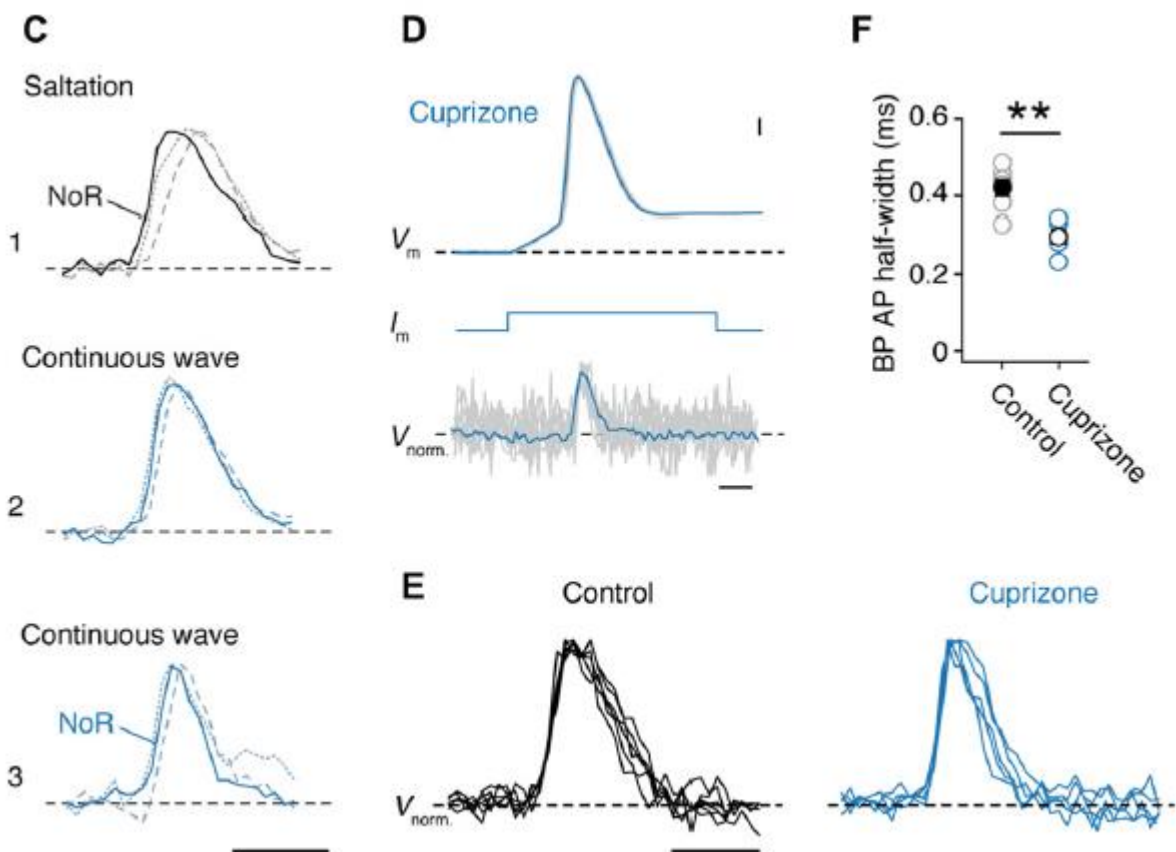 C
Saltation
NoR
1
Continuous wave
2
Continuous wave
NoR
3
D
Cuprizone
I
Vm
Im
Vnorm.
F
BP AP half-width (ms)
0.6
**
0.4
0.2
0
Control
Cuprizone
E
Control
Cuprizone
Vnorm.